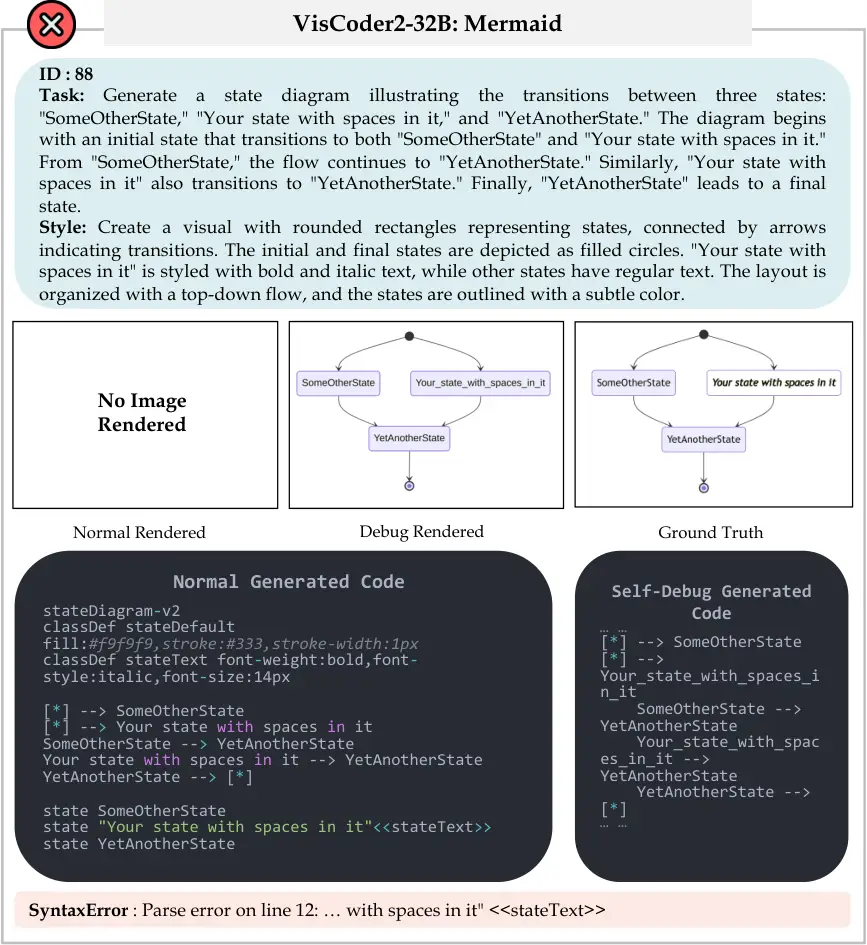 VisCoder2-32B: Mermaid
ID : 88
Task: Generate a state diagram illustrating the transitions between three states:
"SomeOtherState," "Your state with spaces in it," and "YetAnotherState." The diagram begins
with an initial state that transitions to both "SomeOtherState" and "Your state with spaces in it."
From "SomeOtherState," the flow continues to "YetAnotherState." Similarly, "Your state with
spaces in it" also transitions to "YetAnotherState." Finally, "YetAnotherState" leads to a final
state.
Style: Create a visual with rounded rectangles representing states, connected by arrows
indicating transitions. The initial and final states are depicted as filled circles. "Your state with
spaces in it" is styled with bold and italic text, while other states have regular text. The layout is
organized with a top-down flow, and the states are outlined with a subtle color.
No Image
Rendered
Normal Rendered
SomeOtherState
Your_state_with_spaces_in_it
YetAnotherState
Debug Rendered
SomeOtherState
Your state with spaces in it
YetAnotherState
Ground Truth
Normal Generated Code
stateDiagram-v2
classDef stateDefault
fill:#f9f9f9,stroke:#333,stroke-width:1px
classDef stateText font-weight:bold,font-
style:italic,font-size:14px
[*] --> SomeOtherState
[*] --> Your state with spaces in it
SomeOtherState --> YetAnotherState
Your state with spaces in it --> YetAnotherState
YetAnotherState --> [*]
state SomeOtherState
state "Your state with spaces in it"<<stateText>>
state YetAnotherState
Self-Debug Generated
Code
… …
[*] --> SomeOtherState
[*] -->
Your_state_with_spaces_i
n_it
SomeOtherState -->
YetAnotherState
Your_state_with_spac
es_in_it -->
YetAnotherState
YetAnotherState -->
[*]
… …
SyntaxError : Parse error on line 12: … with spaces in it" <<stateText>>